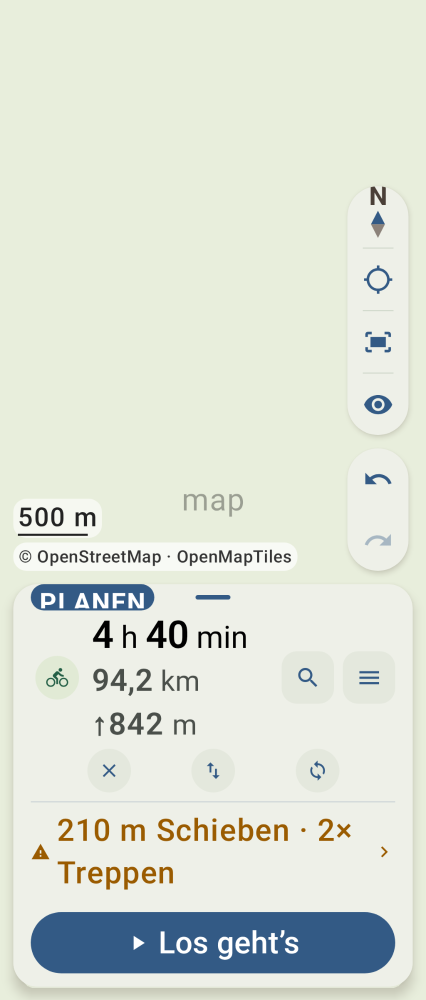 N
map
500 m
© OpenStreetMap · OpenMapTiles
PLANEN
4 h 40 min
94,2 km
↑842 m
210 m Schieben · 2×
Treppen
Los geht’s